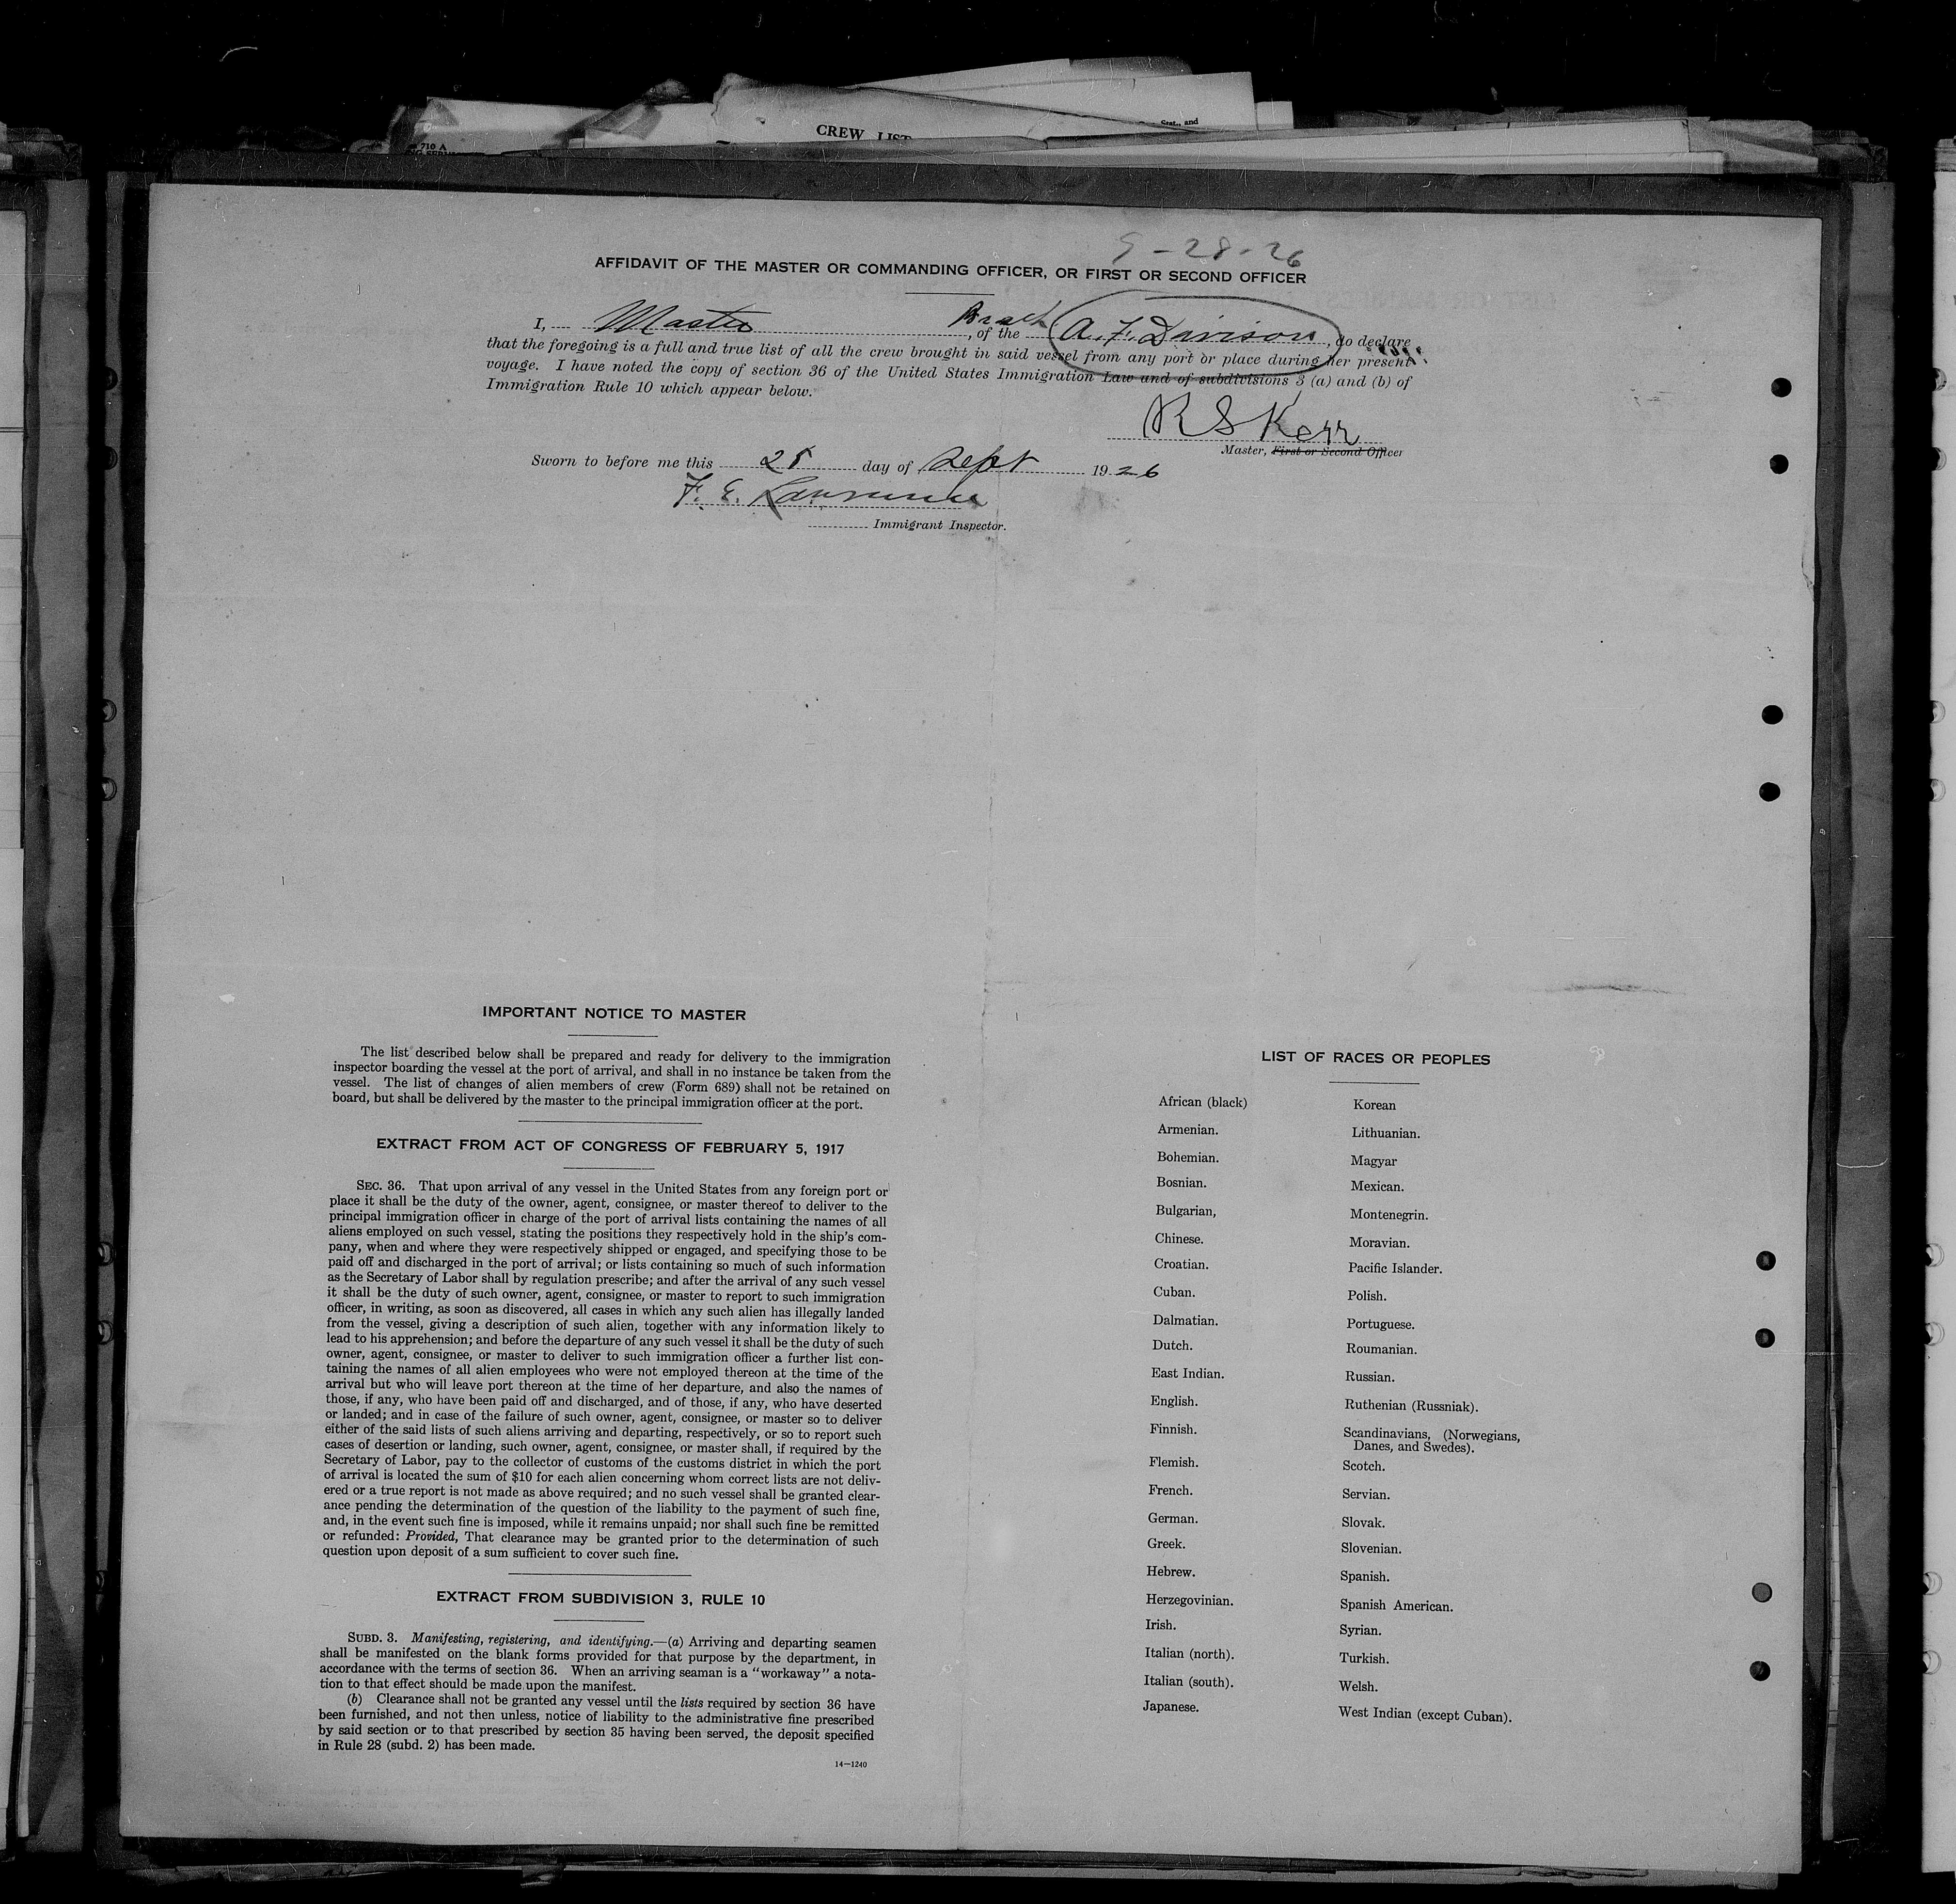 CREW LIST
710 A
Stat., and
9-28-26
AFFIDAVIT OF THE MASTER OR COMMANDING OFFICER, OR FIRST OR SECOND OFFICER
I, Master, of the A. F. Davison, do declare
that the foregoing is a full and true list of all the crew brought in said vessel from any port or place during her present
voyage. I have noted the copy of section 36 of the United States Immigration Law and of subdivisions 3 (a) and (b) of
Immigration Rule 10 which appear below.
R S Kerr
Master, First or Second Officer
Sworn to before me this 28 day of Sept 1926
F. E. Lawrence
Immigrant Inspector.
IMPORTANT NOTICE TO MASTER
The list described below shall be prepared and ready for delivery to the immigration
inspector boarding the vessel at the port of arrival, and shall in no instance be taken from the
vessel. The list of changes of alien members of crew (Form 689) shall not be retained on
board, but shall be delivered by the master to the principal immigration officer at the port.
EXTRACT FROM ACT OF CONGRESS OF FEBRUARY 5, 1917
SEC. 36. That upon arrival of any vessel in the United States from any foreign port or
place it shall be the duty of the owner, agent, consignee, or master thereof to deliver to the
principal immigration officer in charge of the port of arrival lists containing the names of all
aliens employed on such vessel, stating the positions they respectively hold in the ship's com-
pany, when and where they were respectively shipped or engaged, and specifying those to be
paid off and discharged in the port of arrival; or lists containing so much of such information
as the Secretary of Labor shall by regulation prescribe; and after the arrival of any such vessel
it shall be the duty of such owner, agent, consignee, or master to report to such immigration
officer, in writing, as soon as discovered, all cases in which any such alien has illegally landed
from the vessel, giving a description of such alien, together with any information likely to
lead to his apprehension; and before the departure of any such vessel it shall be the duty of such
owner, agent, consignee, or master to deliver to such immigration officer a further list con-
taining the names of all alien employees who were not employed thereon at the time of the
arrival but who will leave port thereon at the time of her departure, and also the names of
those, if any, who have been paid off and discharged, and of those, if any, who have deserted
or landed; and in case of the failure of such owner, agent, consignee, or master so to deliver
either of the said lists of such aliens arriving and departing, respectively, or so to report such
cases of desertion or landing, such owner, agent, consignee, or master shall, if required by the
Secretary of Labor, pay to the collector of customs of the customs district in which the port
of arrival is located the sum of $10 for each alien concerning whom correct lists are not deliv-
ered or a true report is not made as above required; and no such vessel shall be granted clear-
ance pending the determination of the question of the liability to the payment of such fine,
and, in the event such fine is imposed, while it remains unpaid; nor shall such fine be remitted
or refunded: Provided, That clearance may be granted prior to the determination of such
question upon deposit of a sum sufficient to cover such fine.
EXTRACT FROM SUBDIVISION 3, RULE 10
SUBD. 3. Manifesting, registering, and identifying.—(a) Arriving and departing seamen
shall be manifested on the blank forms provided for that purpose by the department, in
accordance with the terms of section 36. When an arriving seaman is a "workaway" a nota-
tion to that effect should be made upon the manifest.
(b) Clearance shall not be granted any vessel until the lists required by section 36 have
been furnished, and not then unless, notice of liability to the administrative fine prescribed
by said section or to that prescribed by section 35 having been served, the deposit specified
in Rule 28 (subd. 2) has been made.
14—1240
LIST OF RACES OR PEOPLES
African (black)
Armenian.
Bohemian.
Bosnian.
Bulgarian,
Chinese.
Croatian.
Cuban.
Dalmatian.
Dutch.
East Indian.
English.
Finnish.
Flemish.
French.
German.
Greek.
Hebrew.
Herzegovinian.
Irish.
Italian (north).
Italian (south).
Japanese.
Korean
Lithuanian.
Magyar
Mexican.
Montenegrin.
Moravian.
Pacific Islander.
Polish.
Portuguese.
Roumanian.
Russian.
Ruthenian (Russniak).
Scandinavians, (Norwegians,
Danes, and Swedes).
Scotch.
Servian.
Slovak.
Slovenian.
Spanish.
Spanish American.
Syrian.
Turkish.
Welsh.
West Indian (except Cuban).